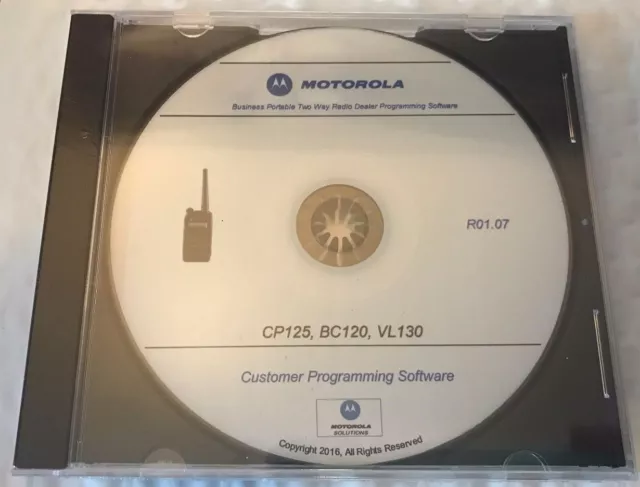 MOTOROLA
Business Portable Two Way Radio Dealer Programming Software
R01.07
CP125, BC120, VL130
Customer Programming Software
MOTOROLA
SOLUTIONS
Copyright 2016, All Rights Reserved